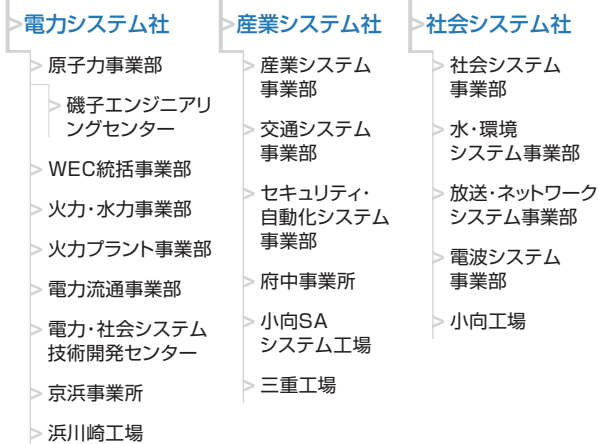 電力システム社
原子力事業部
磯子エンジニアリ
ングセンター
WEC統括事業部
火力・水力事業部
火力プラント事業部
電力流通事業部
電力・社会システム
技術開発センター
京浜事業所
浜川崎工場
産業システム社
産業システム
事業部
交通システム
事業部
セキュリティ・
自動化システム
事業部
府中事業所
小向SA
システム工場
三重工場
社会システム社
社会システム
事業部
水・環境
システム事業部
放送・ネットワーク
システム事業部
電波システム
事業部
小向工場